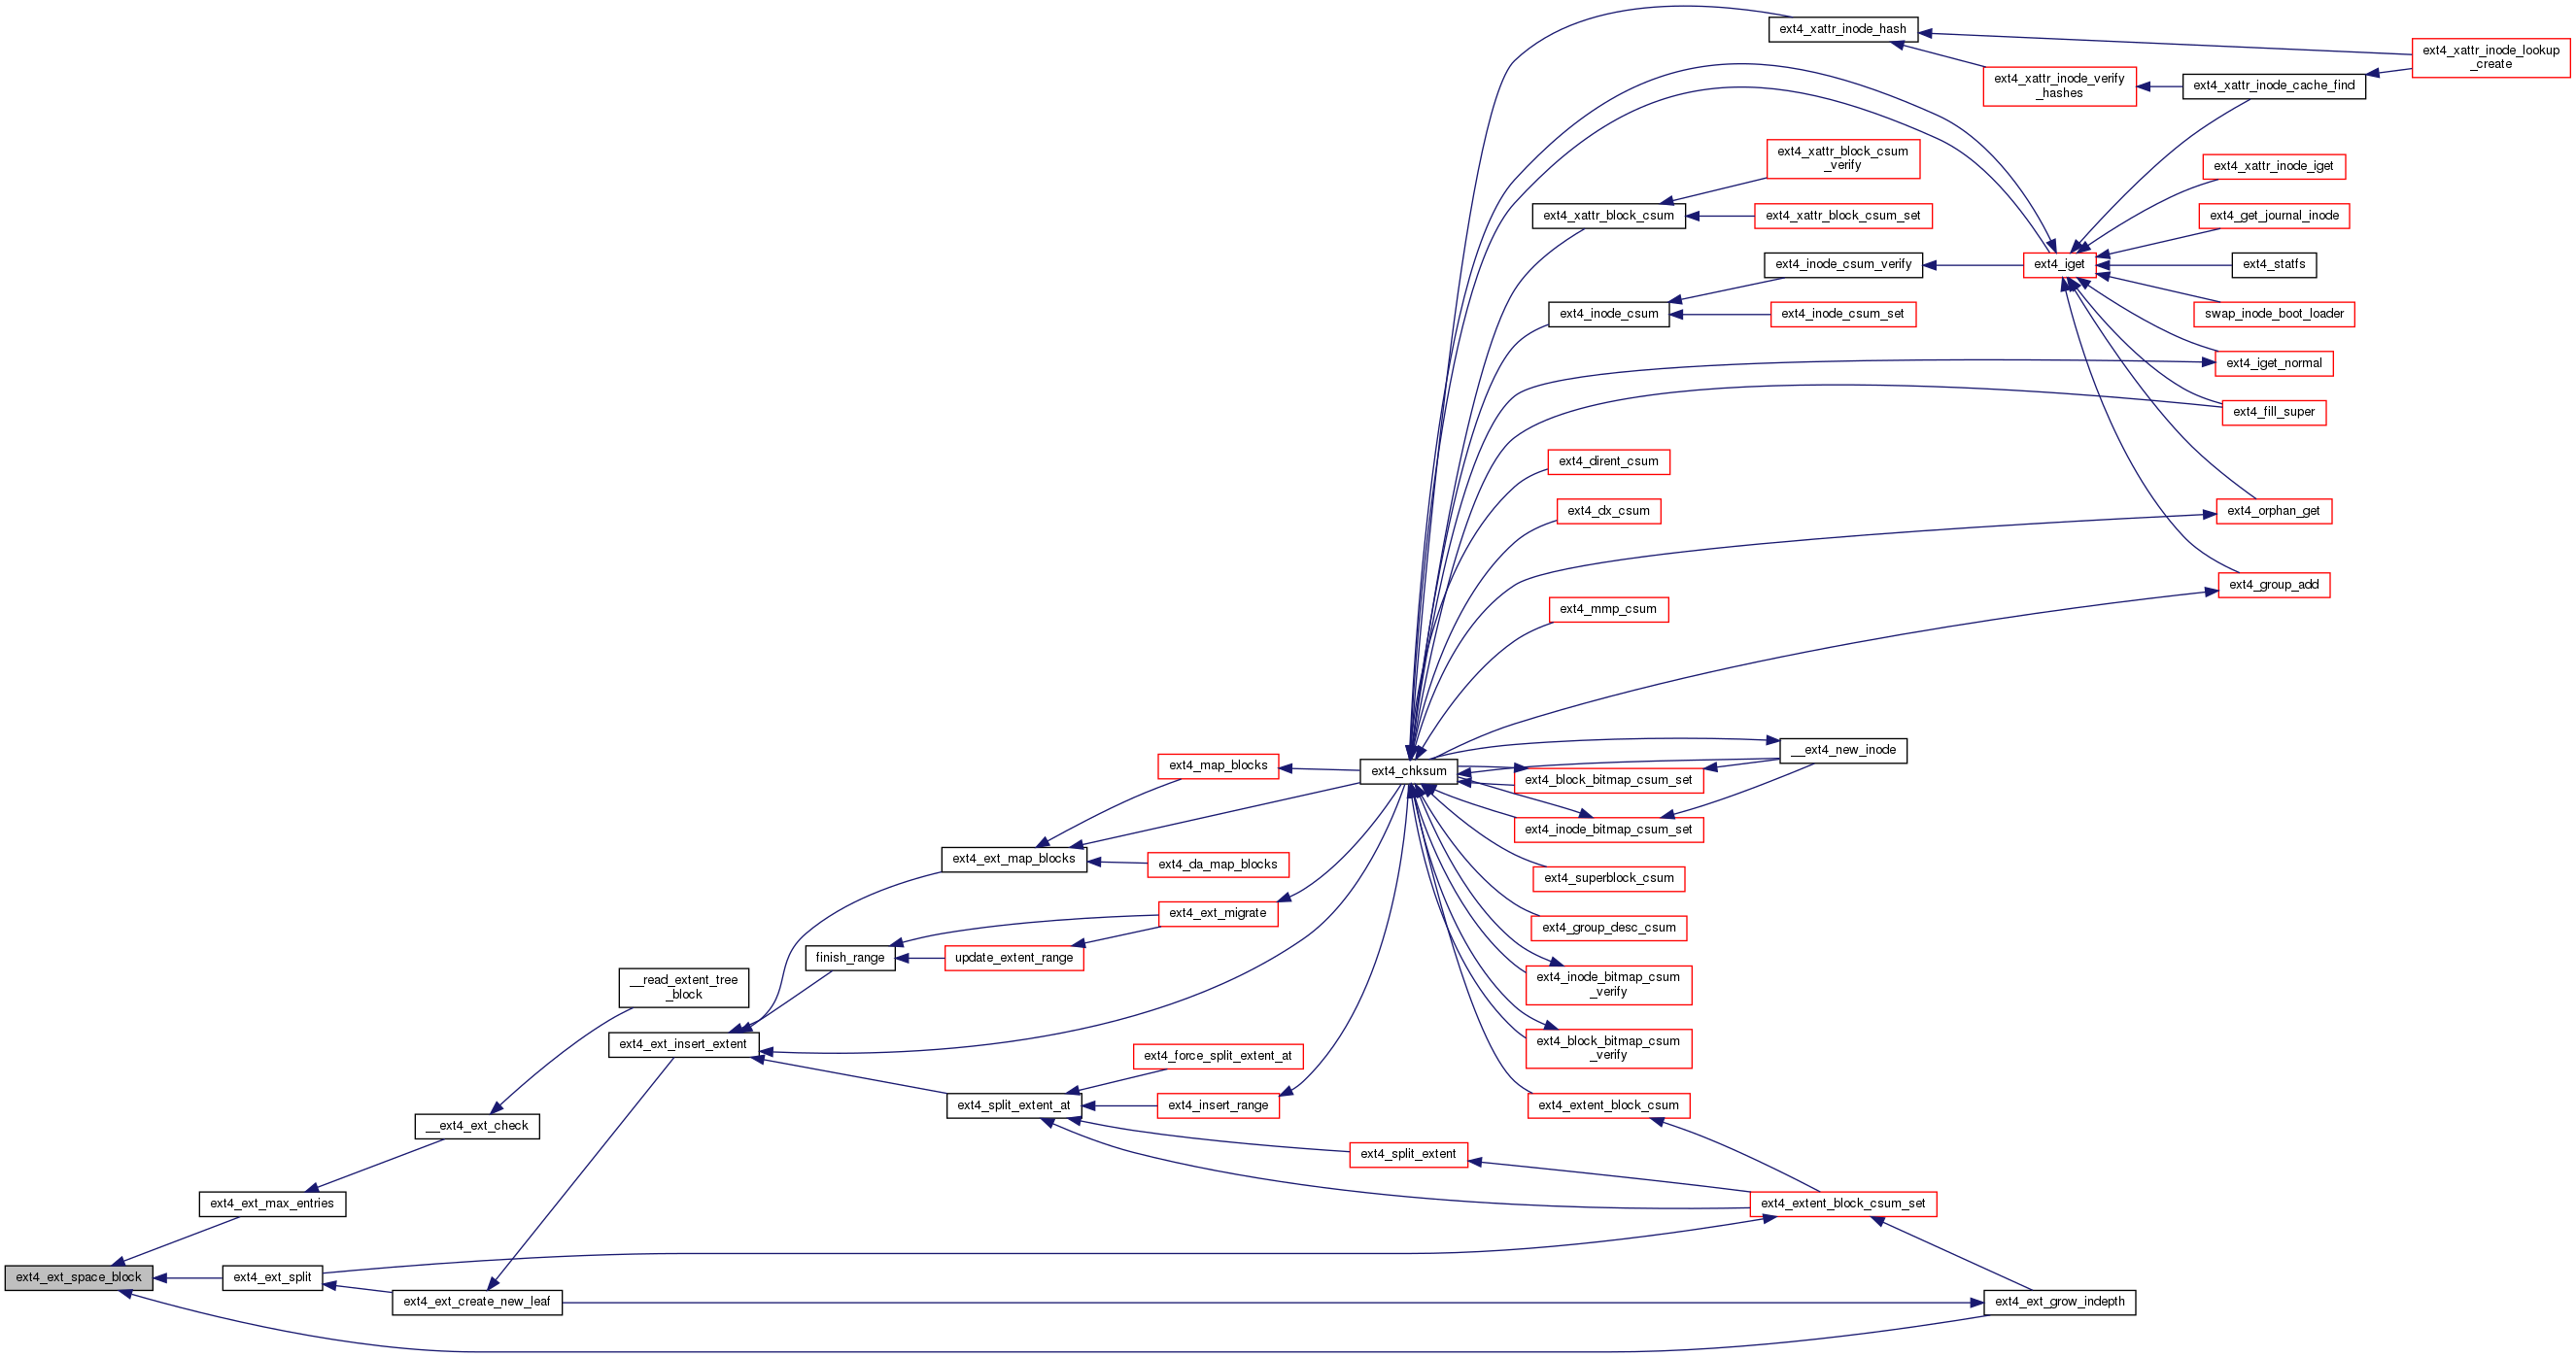 ext4_xattr_inode_hash
ext4_xattr_inode_lookup
_create
ext4_xattr_inode_verify
_hashes
ext4_xattr_inode_cache_find
ext4_xattr_block_csum
_verify
ext4_xattr_inode_iget
ext4_xattr_block_csum
ext4_xattr_block_csum_set
ext4_get_journal_inode
ext4_inode_csum_verify
ext4_iget
ext4_statfs
ext4_inode_csum
ext4_inode_csum_set
swap_inode_boot_loader
ext4_iget_normal
ext4_fill_super
ext4_dirent_csum
ext4_dx_csum
ext4_orphan_get
ext4_group_add
ext4_mmp_csum
__ext4_new_inode
ext4_map_blocks
ext4_chksum
ext4_block_bitmap_csum_set
ext4_inode_bitmap_csum_set
ext4_ext_map_blocks
ext4_da_map_blocks
ext4_superblock_csum
ext4_ext_migrate
ext4_group_desc_csum
finish_range
update_extent_range
__read_extent_tree
_block
ext4_inode_bitmap_csum
_verify
ext4_ext_insert_extent
ext4_force_split_extent_at
ext4_block_bitmap_csum
_verify
ext4_split_extent_at
ext4_insert_range
ext4_extent_block_csum
__ext4_ext_check
ext4_split_extent
ext4_ext_max_entries
ext4_extent_block_csum_set
ext4_ext_space_block
ext4_ext_split
ext4_ext_create_new_leaf
ext4_ext_grow_indepth